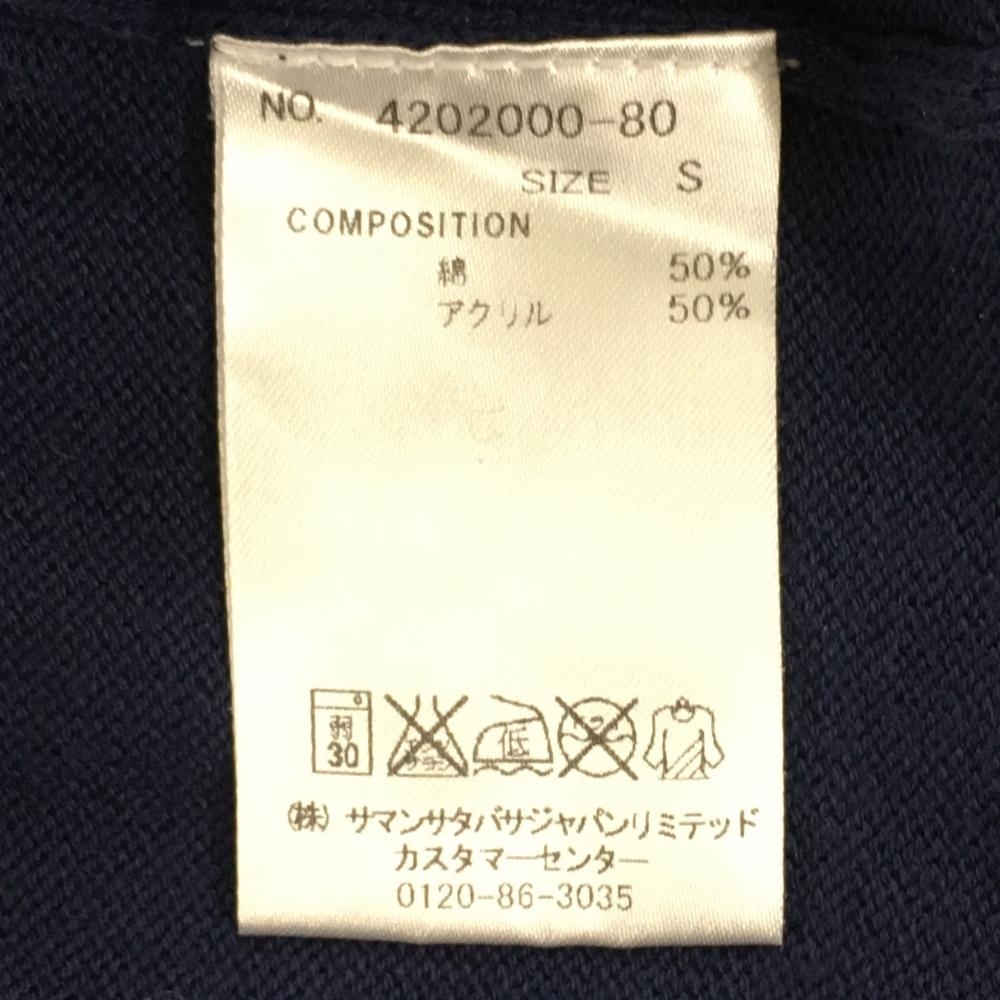 NO. 4202000-80
SIZE S
COMPOSITION
綿 50%
アクリル 50%
弱
30
低
(株) サマンサタバサジャパンリミテッド
カスタマーセンター
0120-86-3035